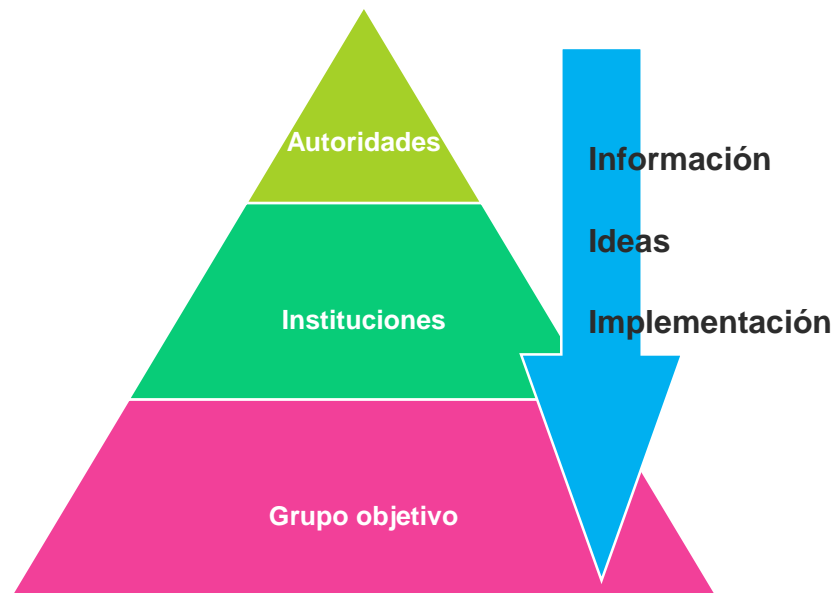 Autoridades
Información
Ideas
Instituciones
Implementación
Grupo objetivo